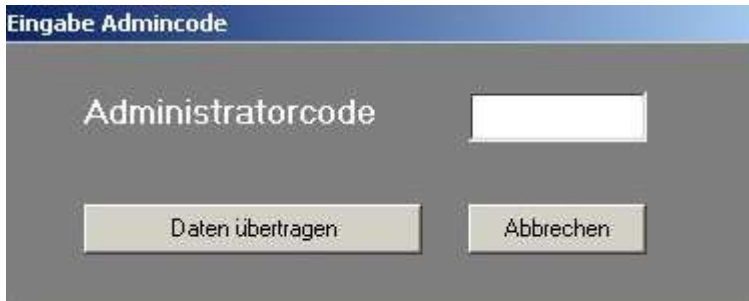 Eingabe Admincode
Administratorcode
Daten übertragen Abbrechen